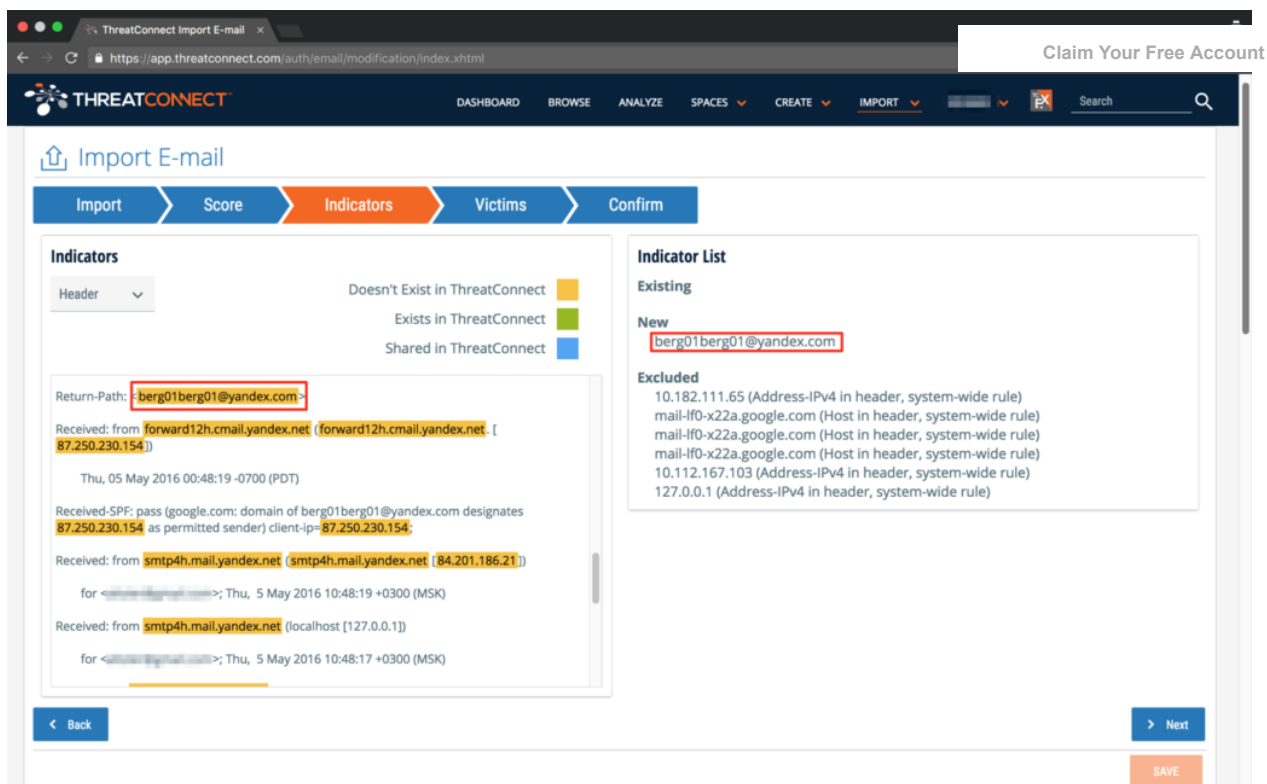 ThreatConnect Import E-mail ×
https://app.threatconnect.com/auth/email/modification/index.xhtml
Claim Your Free Account
THREATCONNECT
DASHBOARD BROWSE ANALYZE SPACES CREATE IMPORT Search
Import E-mail
Import Score Indicators Victims Confirm
Indicators
Header
Doesn't Exist in ThreatConnect
Exists in ThreatConnect
Shared in ThreatConnect
Return-Path: <berg01berg01@yandex.com>
Received: from forward12h.cmail.yandex.net (forward12h.cmail.yandex.net. [
87.250.230.154])
Thu, 05 May 2016 00:48:19 -0700 (PDT)
Received-SPF: pass (google.com: domain of berg01berg01@yandex.com designates
87.250.230.154 as permitted sender) client-ip=87.250.230.154;
Received: from smtp4h.mail.yandex.net (smtp4h.mail.yandex.net [84.201.186.21])
for < >; Thu, 5 May 2016 10:48:19 +0300 (MSK)
Received: from smtp4h.mail.yandex.net (localhost [127.0.0.1])
for < >; Thu, 5 May 2016 10:48:17 +0300 (MSK)
Indicator List
Existing
New
berg01berg01@yandex.com
Excluded
10.182.111.65 (Address-IPv4 in header, system-wide rule)
mail-lf0-x22a.google.com (Host in header, system-wide rule)
mail-lf0-x22a.google.com (Host in header, system-wide rule)
mail-lf0-x22a.google.com (Host in header, system-wide rule)
10.112.167.103 (Address-IPv4 in header, system-wide rule)
127.0.0.1 (Address-IPv4 in header, system-wide rule)
Back
Next
SAVE